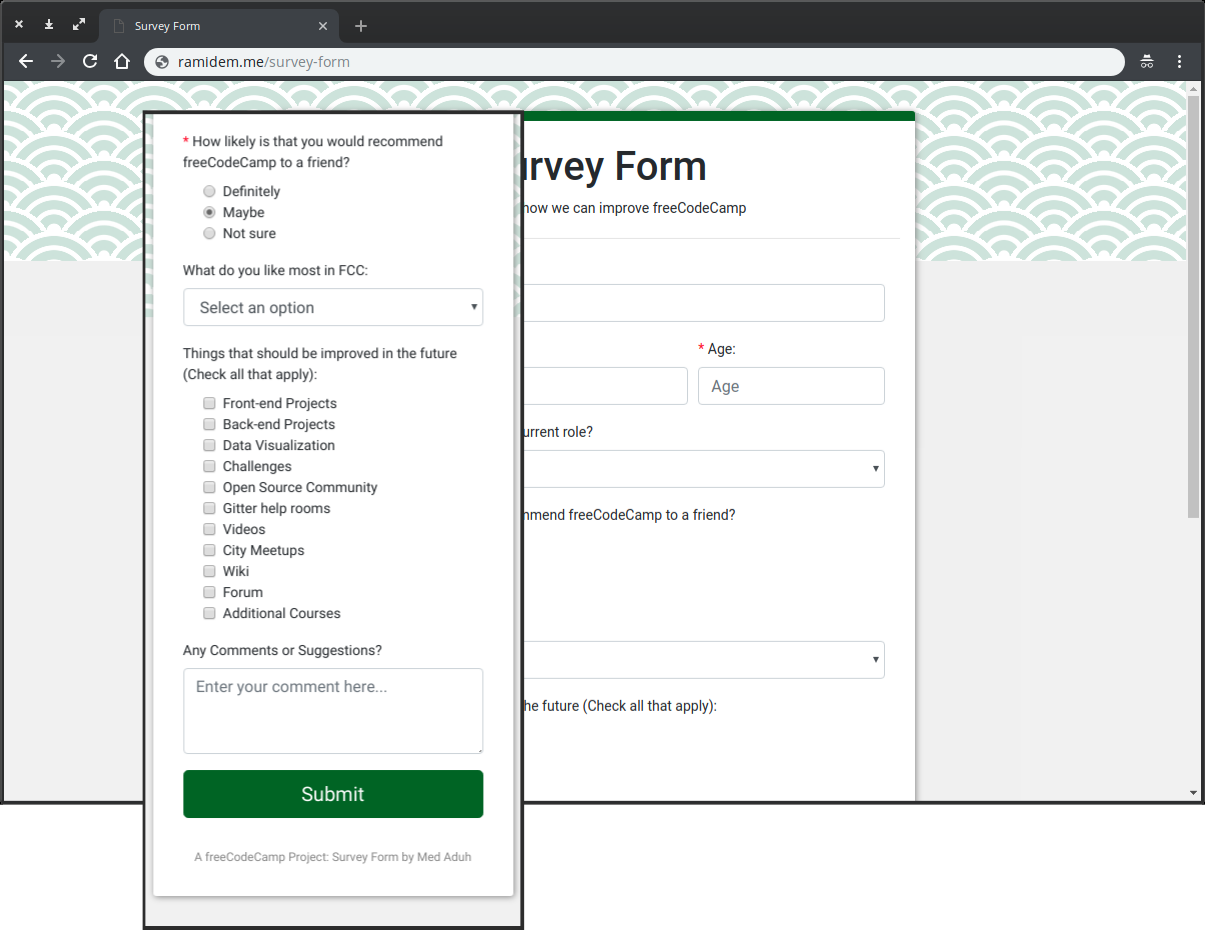 Survey Form
ramidem.me/survey-form
* How likely is that you would recommend
freeCodeCamp to a friend?
Definitely
Maybe
Not sure
What do you like most in FCC:
Select an option
Things that should be improved in the future
(Check all that apply):
Front-end Projects
Back-end Projects
Data Visualization
Challenges
Open Source Community
Gitter help rooms
Videos
City Meetups
Wiki
Forum
Additional Courses
Any Comments or Suggestions?
Enter your comment here...
Submit
A freeCodeCamp Project: Survey Form by Med Aduh
urvey Form
how we can improve freeCodeCamp
* Age:
Age
urrent role?
mmend freeCodeCamp to a friend?
he future (Check all that apply):